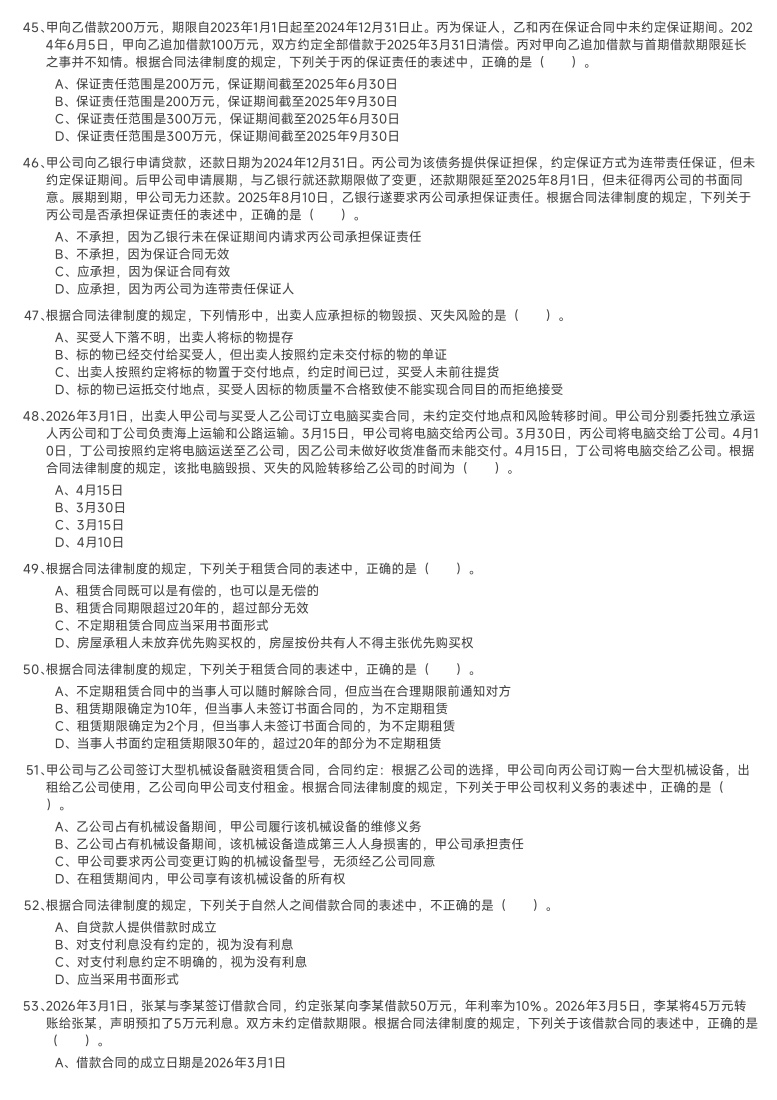 45、甲向乙借款200万元，期限自2023年1月1日起至2024年12月31日止。丙为保证人，乙和丙在保证合同中未约定保证期间。202
4年6月5日，甲向乙追加借款100万元，双方约定全部借款于2025年3月31日清偿。丙对甲向乙追加借款与首期借款期限延长
之事并不知情。根据合同法律制度的规定，下列关于丙的保证责任的表述中，正确的是（　　）。
A、保证责任范围是200万元，保证期间截至2025年6月30日
B、保证责任范围是200万元，保证期间截至2025年9月30日
C、保证责任范围是300万元，保证期间截至2025年6月30日
D、保证责任范围是300万元，保证期间截至2025年9月30日
46、甲公司向乙银行申请贷款，还款日期为2024年12月31日。丙公司为该债务提供保证担保，约定保证方式为连带责任保证，但未
约定保证期间。后甲公司申请展期，与乙银行就还款期限做了变更，还款期限延至2025年8月1日，但未征得丙公司的书面同
意。展期到期，甲公司无力还款。2025年8月10日，乙银行遂要求丙公司承担保证责任。根据合同法律制度的规定，下列关于
丙公司是否承担保证责任的表述中，正确的是（　　）。
A、不承担，因为乙银行未在保证期间内请求丙公司承担保证责任
B、不承担，因为保证合同无效
C、应承担，因为保证合同有效
D、应承担，因为丙公司为连带责任保证人
47、根据合同法律制度的规定，下列情形中，出卖人应承担标的物毁损、灭失风险的是（　　）。
A、买受人下落不明，出卖人将标的物提存
B、标的物已经交付给买受人，但出卖人按照约定未交付标的物的单证
C、出卖人按照约定将标的物置于交付地点，约定时间已过，买受人未前往提货
D、标的物已运抵交付地点，买受人因标的物质量不合格致使不能实现合同目的而拒绝接受
48、2026年3月1日，出卖人甲公司与买受人乙公司订立电脑买卖合同，未约定交付地点和风险转移时间。甲公司分别委托独立承运
人丙公司和丁公司负责海上运输和公路运输。3月15日，甲公司将电脑交给丙公司。3月30日，丙公司将电脑交给丁公司。4月1
0日，丁公司按照约定将电脑运送至乙公司，因乙公司未做好收货准备而未能交付。4月15日，丁公司将电脑交给乙公司。根据
合同法律制度的规定，该批电脑毁损、灭失的风险转移给乙公司的时间为（　　）。
A、4月15日
B、3月30日
C、3月15日
D、4月10日
49、根据合同法律制度的规定，下列关于租赁合同的表述中，正确的是（　　）。
A、租赁合同既可以是有偿的，也可以是无偿的
B、租赁合同期限超过20年的，超过部分无效
C、不定期租赁合同应当采用书面形式
D、房屋承租人未放弃优先购买权的，房屋按份共有人不得主张优先购买权
50、根据合同法律制度的规定，下列关于租赁合同的表述中，正确的是（　　）。
A、不定期租赁合同中的当事人可以随时解除合同，但应当在合理期限前通知对方
B、租赁期限确定为10年，但当事人未签订书面合同的，为不定期租赁
C、租赁期限确定为2个月，但当事人未签订书面合同的，为不定期租赁
D、当事人书面约定租赁期限30年的，超过20年的部分为不定期租赁
51、甲公司与乙公司签订大型机械设备融资租赁合同，合同约定：根据乙公司的选择，甲公司向丙公司订购一台大型机械设备，出
租给乙公司使用，乙公司向甲公司支付租金。根据合同法律制度的规定，下列关于甲公司权利义务的表述中，正确的是（
）。
A、乙公司占有机械设备期间，甲公司履行该机械设备的维修义务
B、乙公司占有机械设备期间，该机械设备造成第三人人身损害的，甲公司承担责任
C、甲公司要求丙公司变更订购的机械设备型号，无须经乙公司同意
D、在租赁期间内，甲公司享有该机械设备的所有权
52、根据合同法律制度的规定，下列关于自然人之间借款合同的表述中，不正确的是（　　）。
A、自贷款人提供借款时成立
B、对支付利息没有约定的，视为没有利息
C、对支付利息约定不明确的，视为没有利息
D、应当采用书面形式
53、2026年3月1日，张某与李某签订借款合同，约定张某向李某借款50万元，年利率为10%。2026年3月5日，李某将45万元转
账给张某，声明预扣了5万元利息。双方未约定借款期限。根据合同法律制度的规定，下列关于该借款合同的表述中，正确的是
（　　）。
A、借款合同的成立日期是2026年3月1日